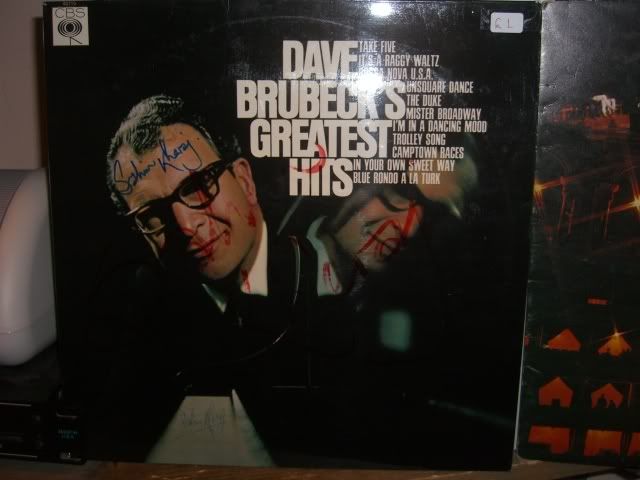 CBS
£1
DAVE
BRUBECK'S
GREATEST
HITS
TAKE FIVE
IT'S A RAGGY WALTZ
BOSSA NOVA U.S.A.
UNSQUARE DANCE
THE DUKE
MISTER BROADWAY
I'M IN A DANCING MOOD
TROLLEY SONG
CAMPTOWN RACES
IN YOUR OWN SWEET WAY
BLUE RONDO A LA TURK